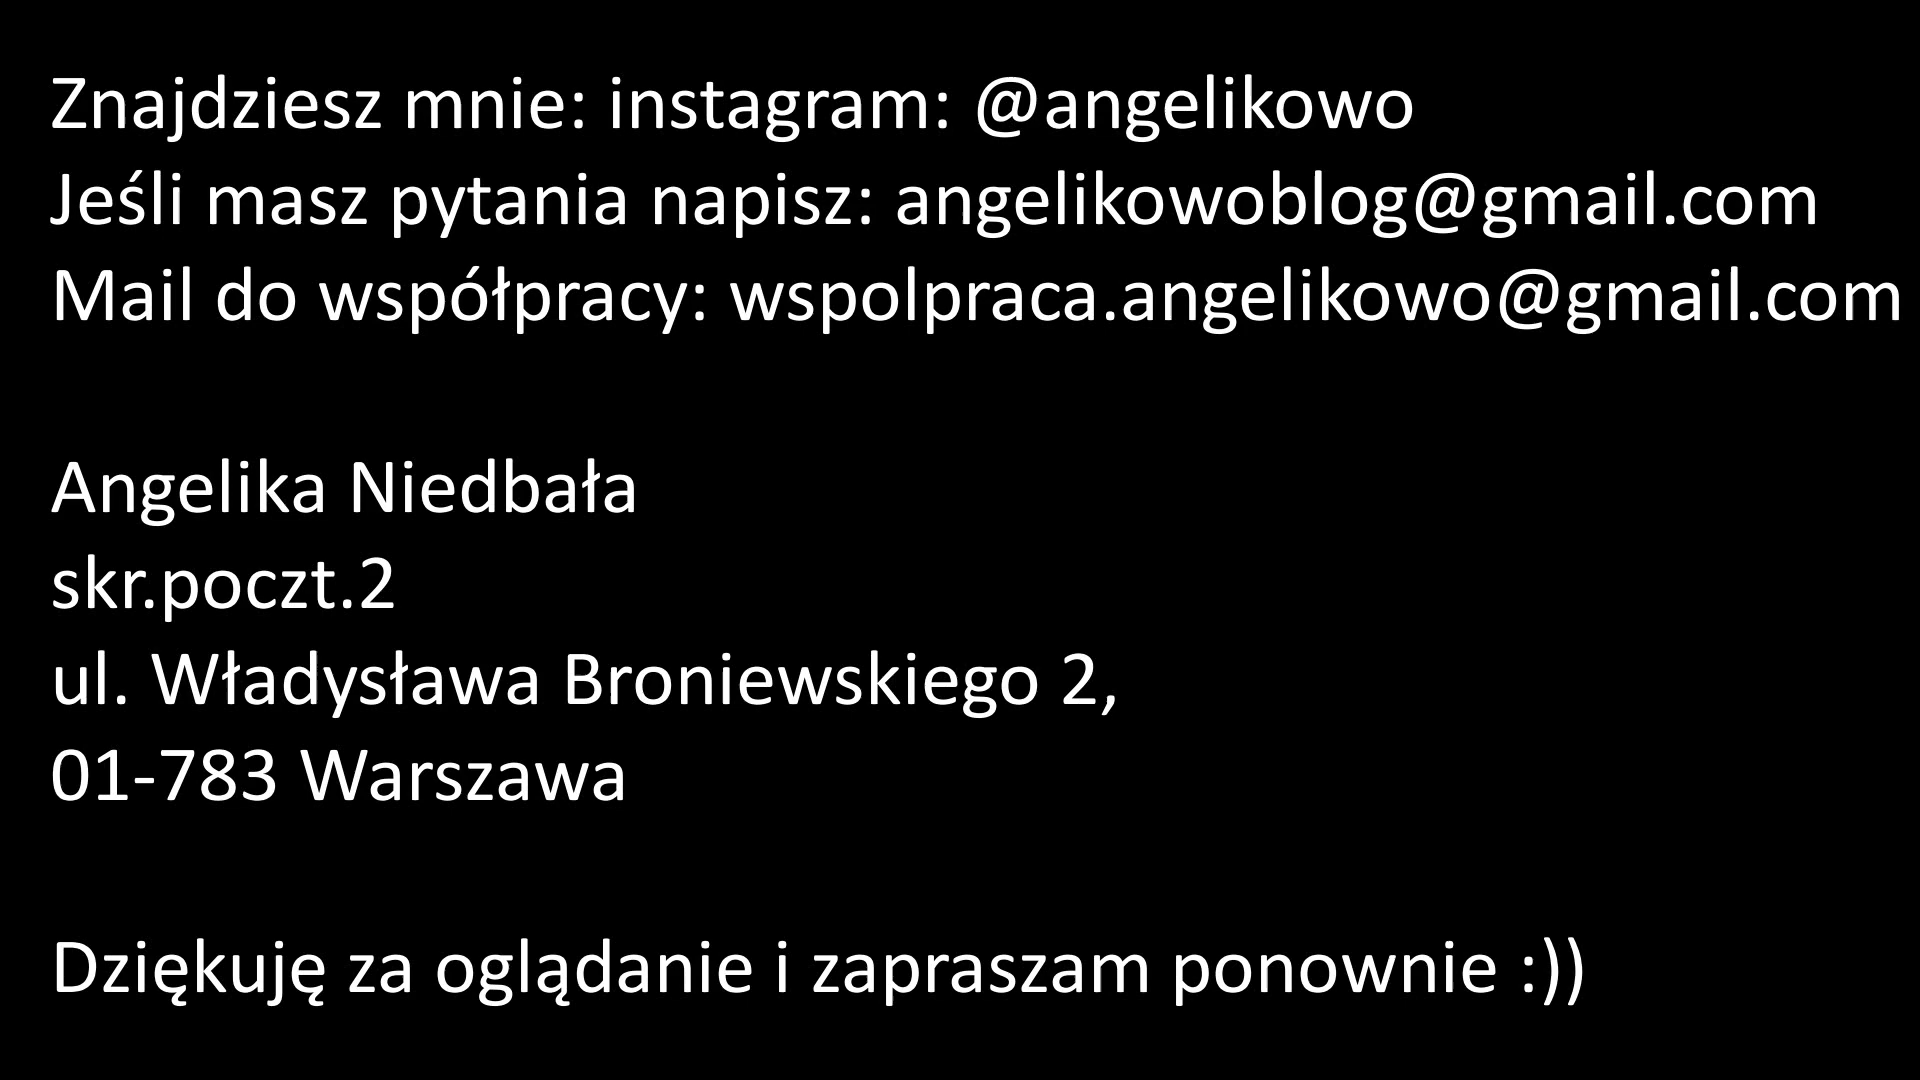 Znajdziesz mnie: instagram: @angelikowo
Jeśli masz pytania napisz: angelikowoblog@gmail.com
Mail do współpracy: wspolpraca.angelikowo@gmail.com
Angelika Niedbała
skr.poczt.2
ul. Władysława Broniewskiego 2,
01-783 Warszawa
Dziękuję za oglądanie i zapraszam ponownie :))